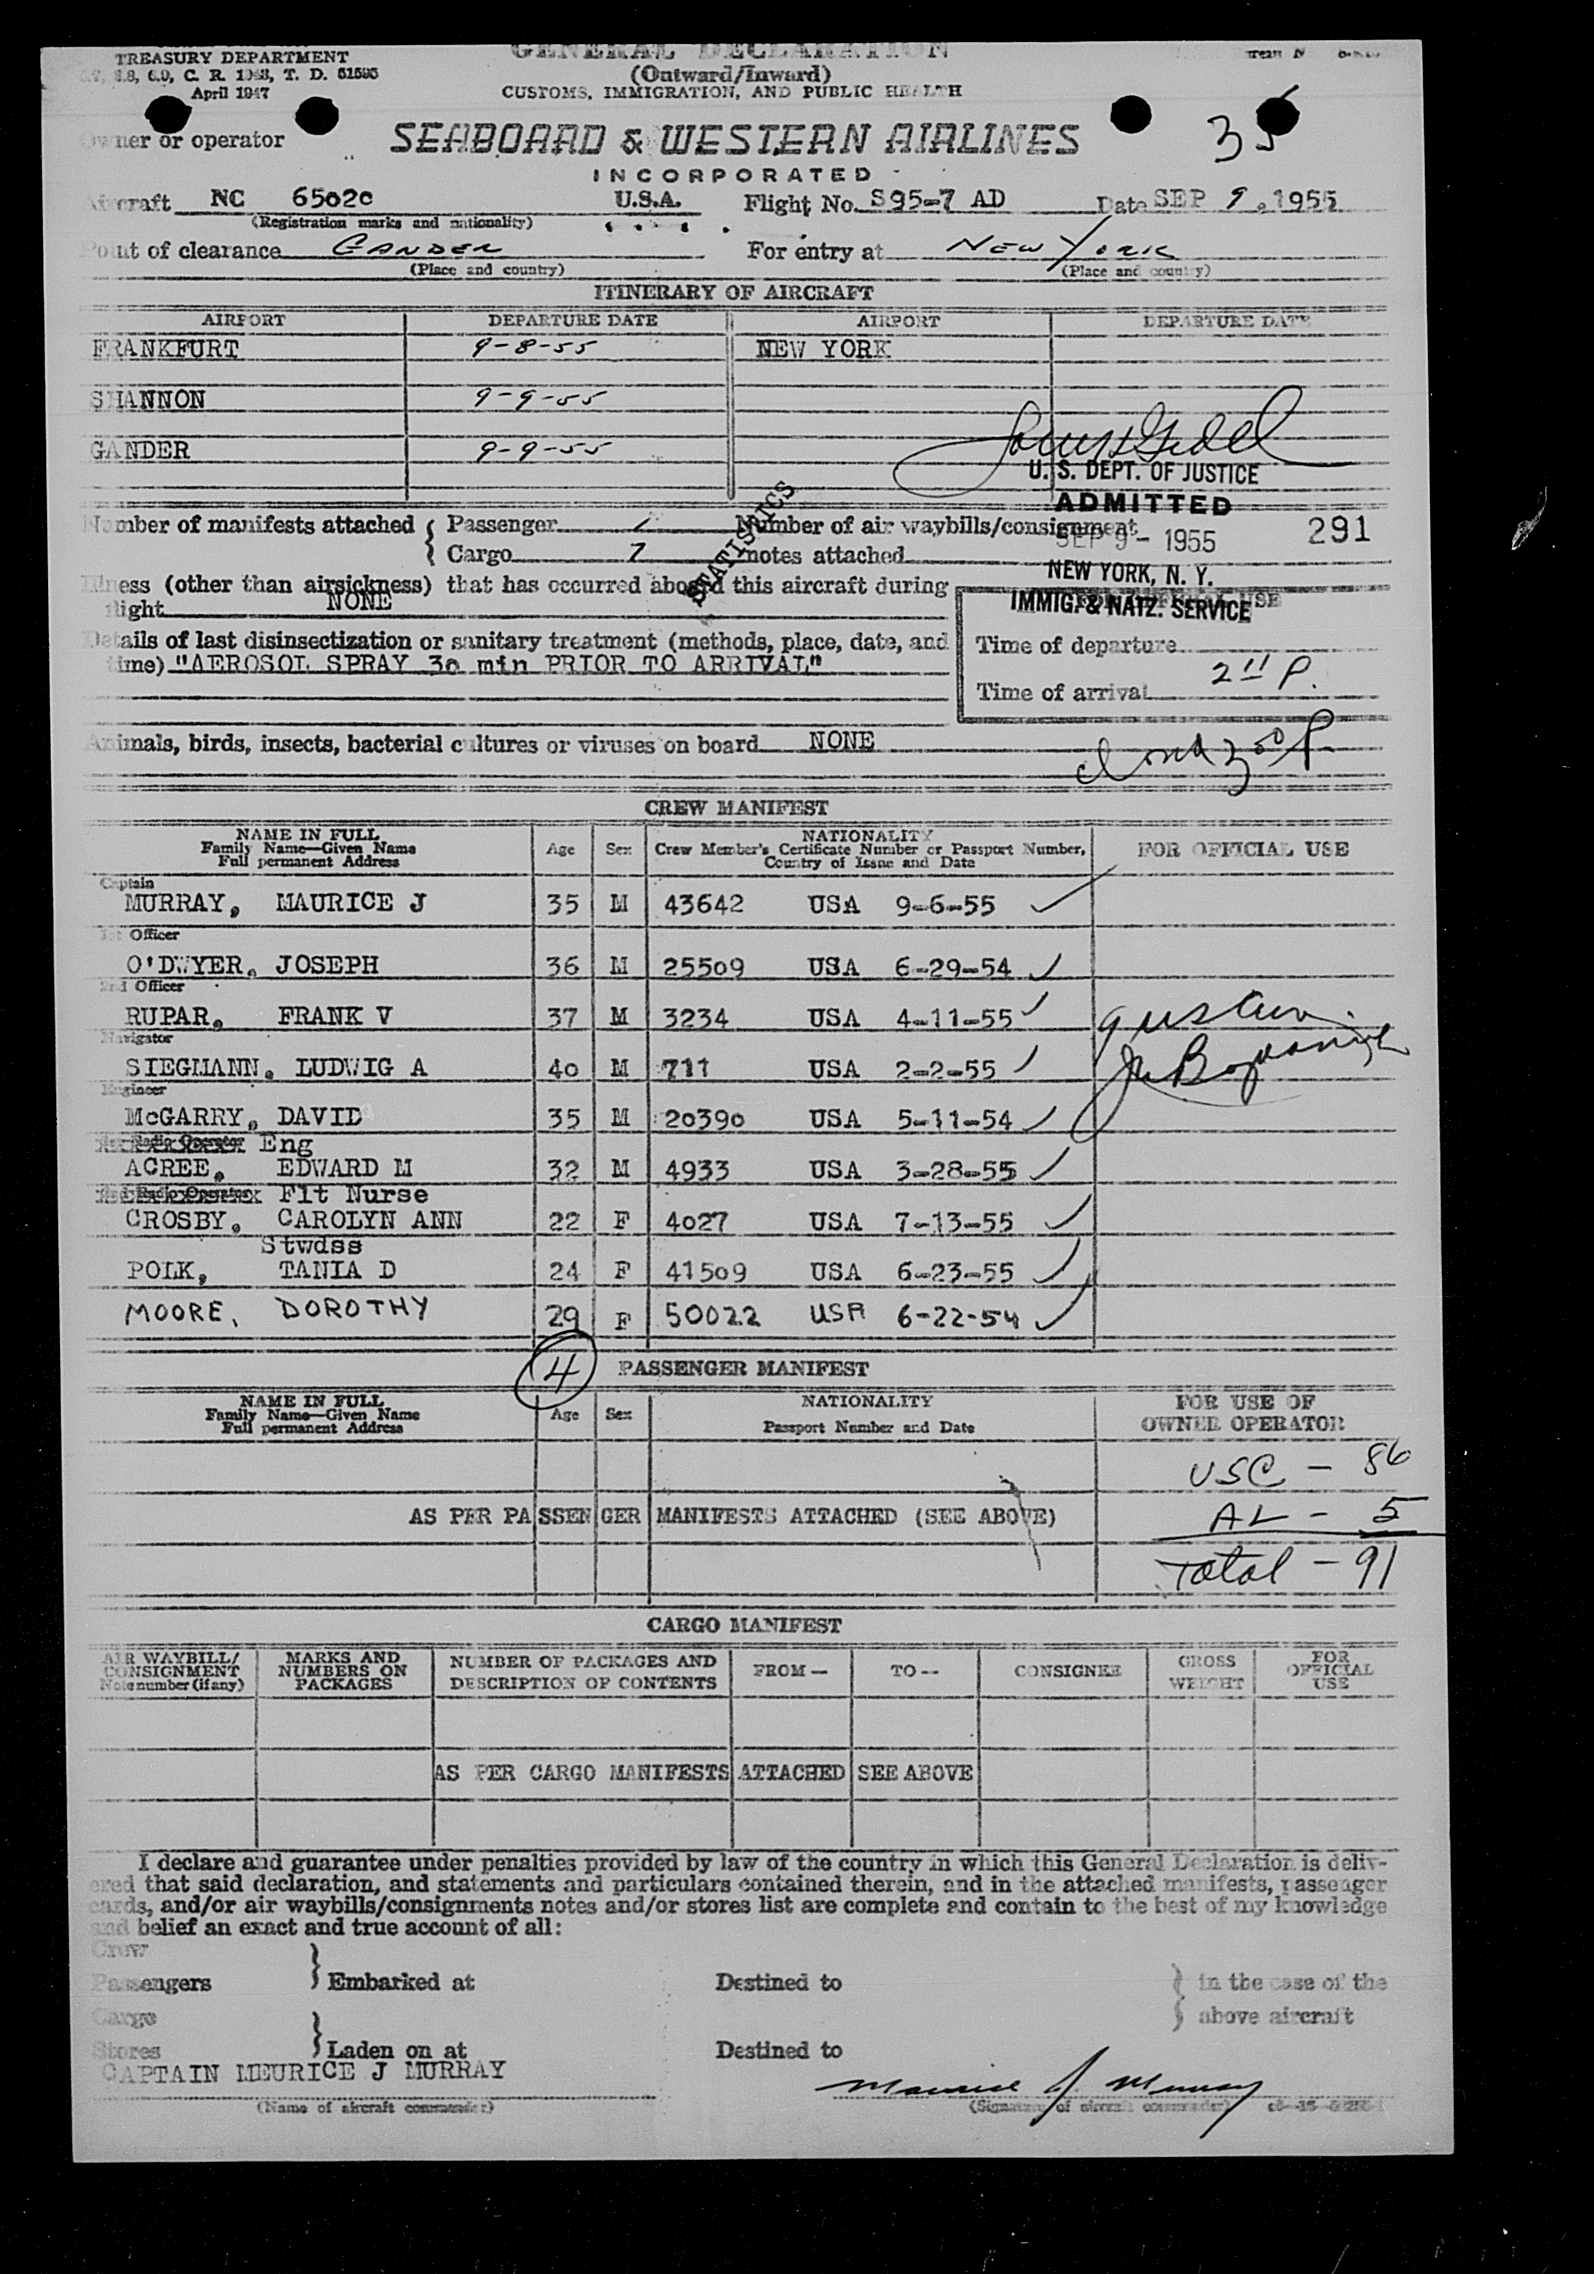 TREASURY DEPARTMENT
GENERAL DECLARATION
(Outward/Inward)
April 1947
CUSTOMS, IMMIGRATION, AND PUBLIC HEALTH
35
Owner or operator
SEABOARD & WESTERN AIRLINES
INCORPORATED
Aircraft NC 65020 U.S.A. Flight No. S95-7 AD Date SEP 9, 1955
(Registration marks and nationality)
Point of clearance GANDER For entry at NEW YORK
(Place and country) (Place and country)
ITINERARY OF AIRCRAFT
AIRPORT DEPARTURE DATE AIRPORT DEPARTURE DATE
FRANKFURT 9-8-55 NEW YORK
SHANNON 9-9-55
GANDER 9-9-55
U.S. DEPT. OF JUSTICE
ADMITTED
SEP 9 - 1955
NEW YORK, N. Y.
IMMIG. & NATZ. SERVICE
291
STATISTICS
Number of manifests attached { Passenger Number of air waybills/consignment
Cargo notes attached
Illness (other than airsickness) that has occurred aboard this aircraft during
flight NONE
FOR OFFICIAL USE
Details of last disinsectization or sanitary treatment (methods, place, date, and
time) "AEROSOL SPRAY 30 min PRIOR TO ARRIVAL"
Time of departure
Time of arrival 2 11 P.
Animals, birds, insects, bacterial cultures or viruses on board NONE
CREW MANIFEST
NAME IN FULL
Family Name—Given Name
Full permanent Address
Age Sex
NATIONALITY
Crew Member's Certificate Number or Passport Number,
Country of Issue and Date
FOR OFFICIAL USE
Captain
MURRAY, MAURICE J 35 M 43642 USA 9-6-55
1st Officer
O'DWYER, JOSEPH 36 M 25509 USA 6-29-54
2nd Officer
RUPAR, FRANK V 37 M 3234 USA 4-11-55
Navigator
SIEGMANN, LUDWIG A 40 M 711 USA 2-2-55
Engineer
McGARRY, DAVID 35 M 20390 USA 5-11-54
Radio Operator Eng
ACREE, EDWARD M 32 M 4933 USA 3-28-55
Radio Operator Flt Nurse
CROSBY, CAROLYN ANN 22 F 4027 USA 7-13-55
Stwdss
POLK, TANIA D 24 F 41509 USA 6-23-55
MOORE, DOROTHY 29 F 50022 USA 6-22-54
4 PASSENGER MANIFEST
NAME IN FULL
Family Name—Given Name
Full permanent Address
Age Sex
NATIONALITY
Passport Number and Date
FOR USE OF
OWNER OPERATOR
USC - 86
AS PER PASSENGER MANIFESTS ATTACHED (SEE ABOVE) AL - 5
Total - 91
CARGO MANIFEST
AIR WAYBILL/
CONSIGNMENT
Note number (if any)
MARKS AND
NUMBERS ON
PACKAGES
NUMBER OF PACKAGES AND
DESCRIPTION OF CONTENTS
FROM—
TO--
CONSIGNEE
GROSS
WEIGHT
FOR
OFFICIAL
USE
AS PER CARGO MANIFESTS ATTACHED SEE ABOVE
I declare and guarantee under penalties provided by law of the country in which this General Declaration is deliv-
ered that said declaration, and statements and particulars contained therein, and in the attached manifests, passenger
cards, and/or air waybills/consignments notes and/or stores list are complete and contain to the best of my knowledge
and belief an exact and true account of all:
Crew
Passengers } Embarked at Destined to } in the case of the
Cargo } above aircraft
Stores } Laden on at Destined to
CAPTAIN MEURICE J MURRAY Maurice J. Murray
(Name of aircraft commander) (Signature of aircraft commander)